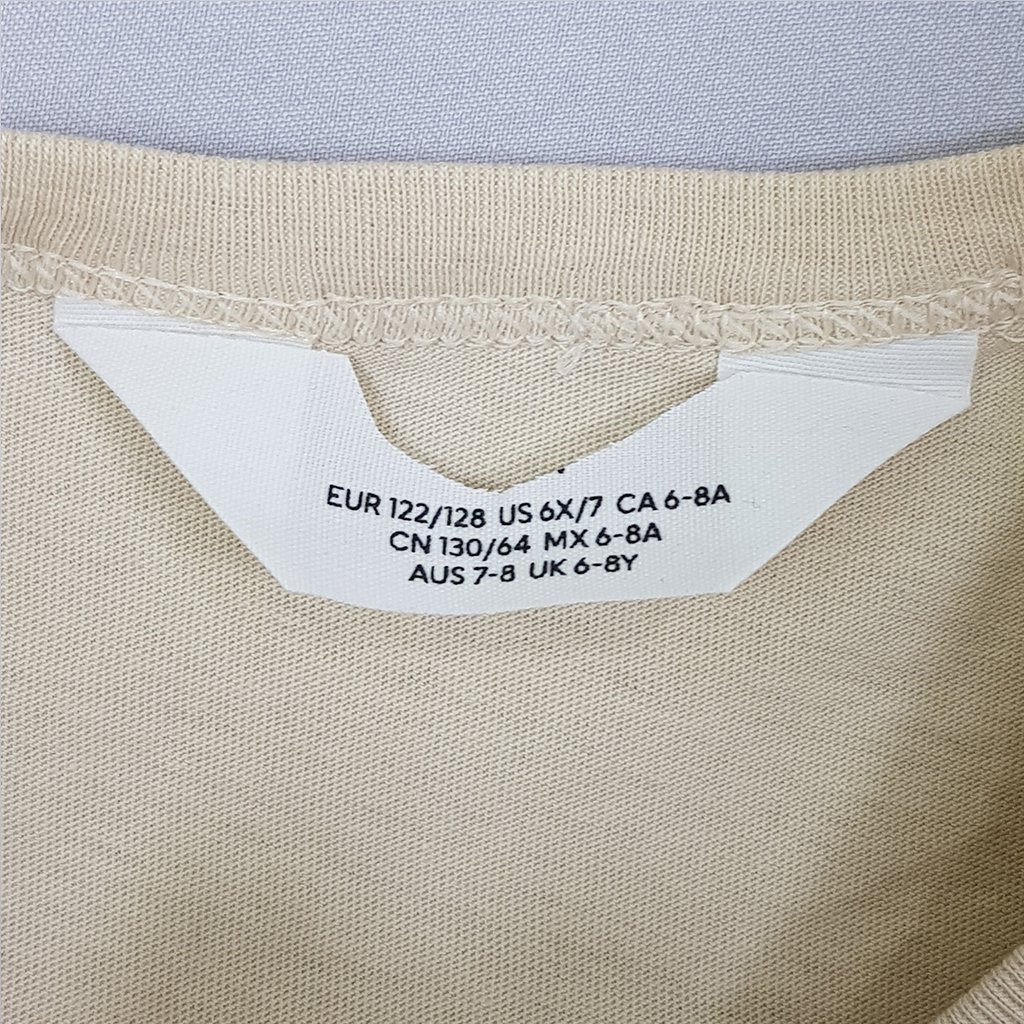 EUR 122/128 US 6X/7 CA 6-8A
CN 130/64 MX 6-8A
AUS 7-8 UK 6-8Y